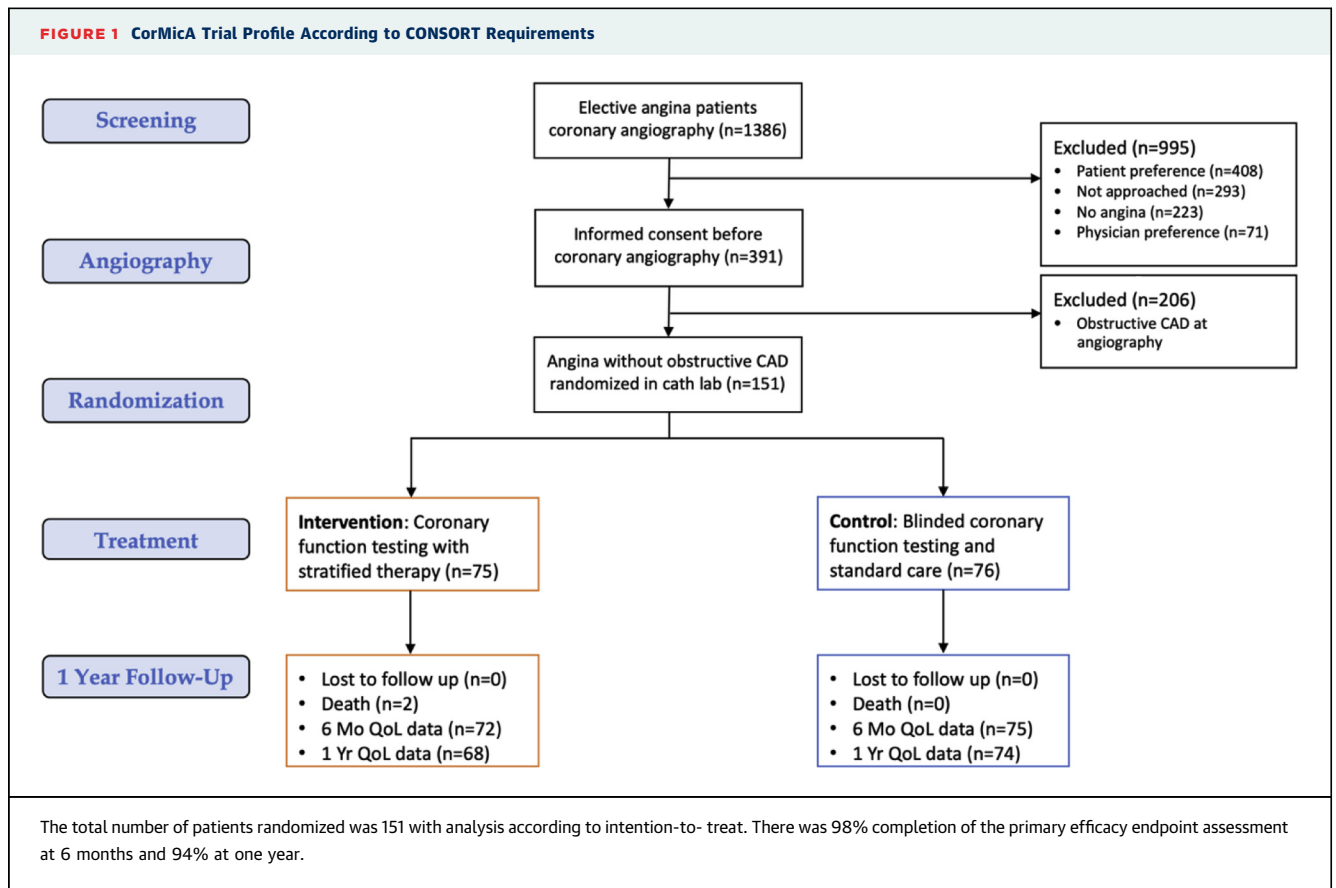 FIGURE 1 CorMicA Trial Profile According to CONSORT Requirements
Screening
Elective angina patients
coronary angiography (n=1386)
Excluded (n=995)
• Patient preference (n=408)
• Not approached (n=293)
• No angina (n=223)
• Physician preference (n=71)
Angiography
Informed consent before
coronary angiography (n=391)
Excluded (n=206)
• Obstructive CAD at
angiography
Randomization
Angina without obstructive CAD
randomized in cath lab (n=151)
Treatment
Intervention: Coronary
function testing with
stratified therapy (n=75)
Control: Blinded coronary
function testing and
standard care (n=76)
1 Year Follow-Up
• Lost to follow up (n=0)
• Death (n=2)
• 6 Mo QoL data (n=72)
• 1 Yr QoL data (n=68)
• Lost to follow up (n=0)
• Death (n=0)
• 6 Mo QoL data (n=75)
• 1 Yr QoL data (n=74)
The total number of patients randomized was 151 with analysis according to intention-to- treat. There was 98% completion of the primary efficacy endpoint assessment
at 6 months and 94% at one year.